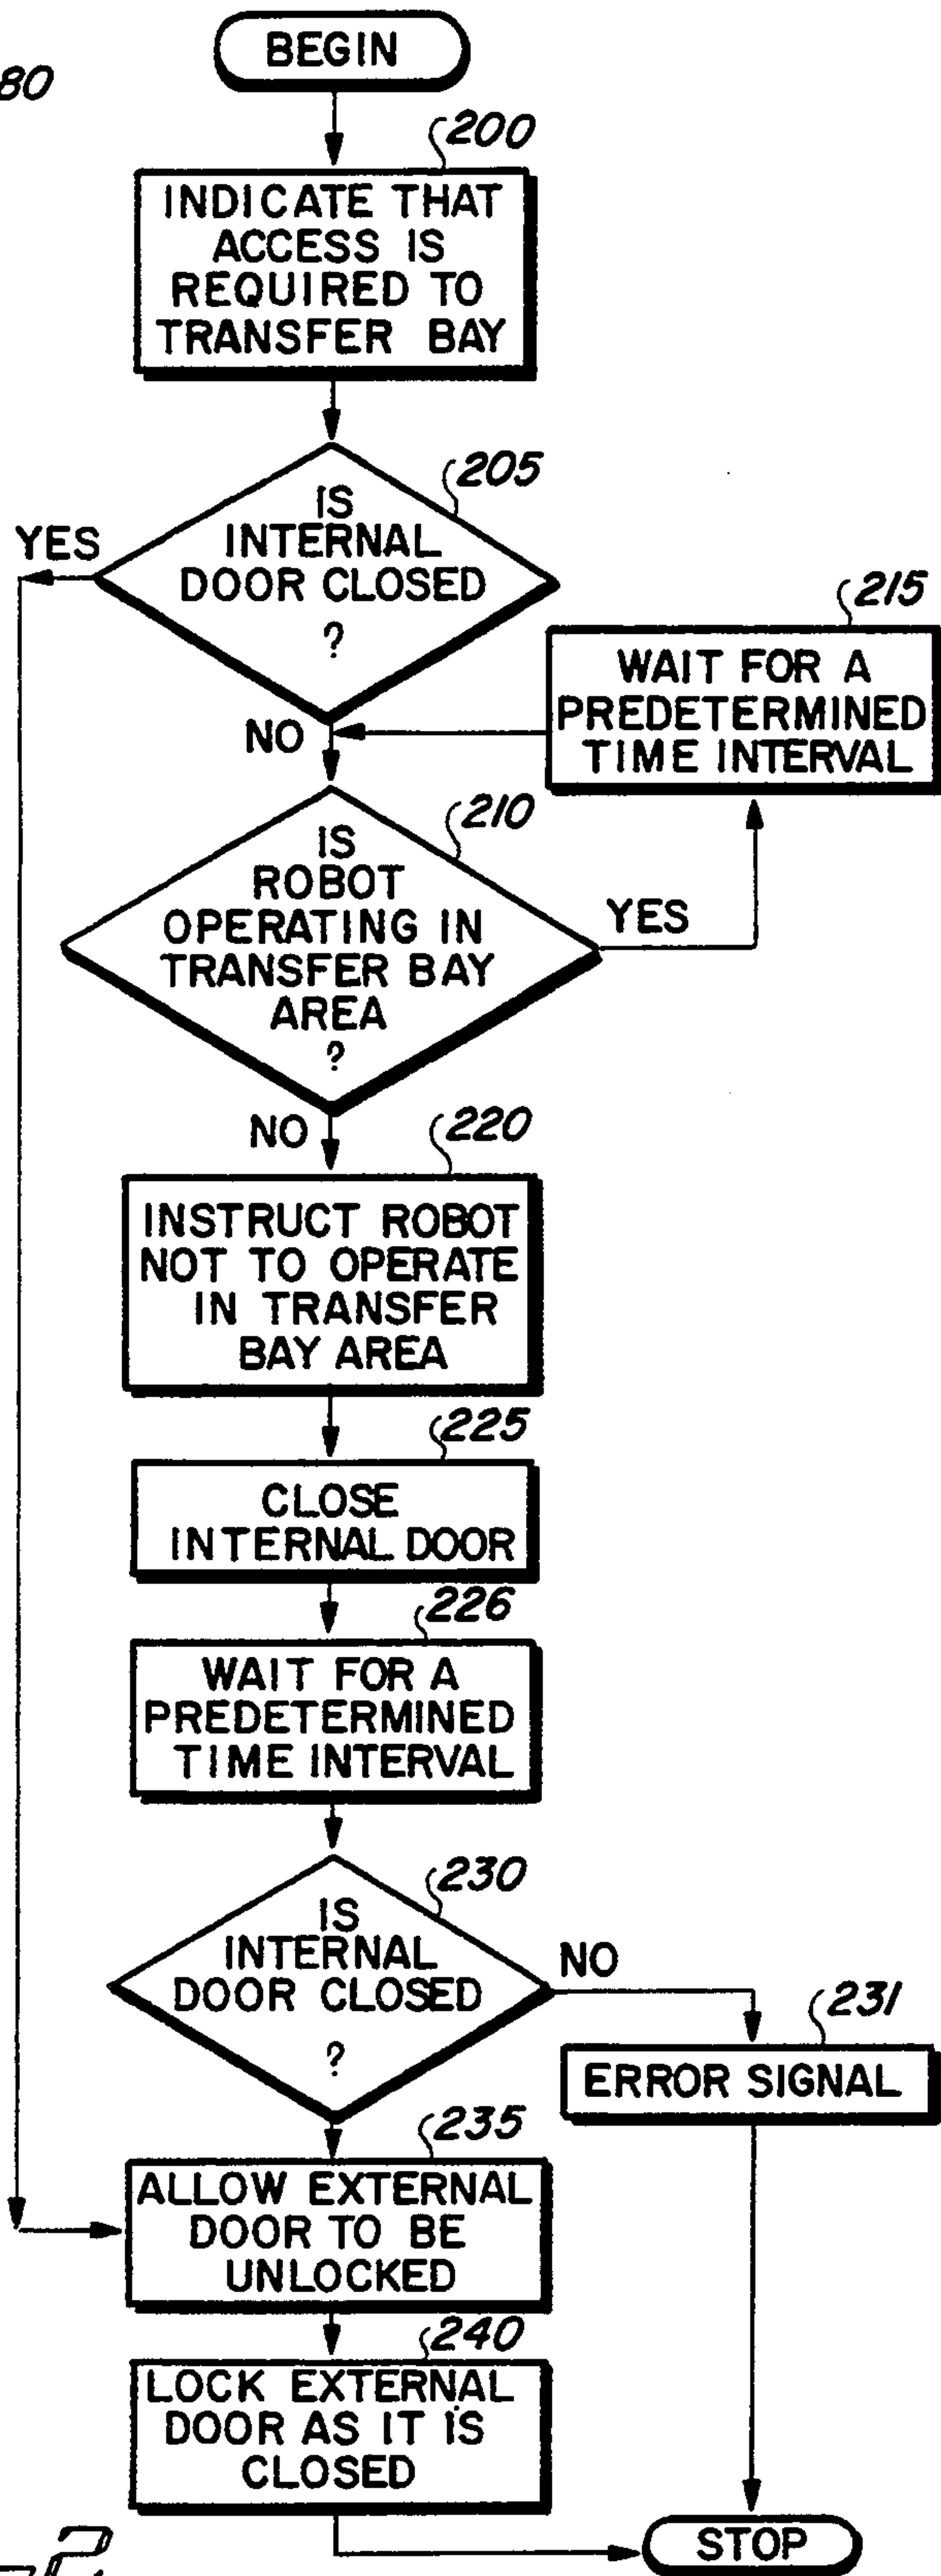 BEGIN
80
200
INDICATE THAT
ACCESS IS
REQUIRED TO
TRANSFER BAY
205
IS
INTERNAL
DOOR CLOSED
?
YES
NO
215
WAIT FOR A
PREDETERMINED
TIME INTERVAL
210
IS
ROBOT
OPERATING IN
TRANSFER BAY
AREA
?
YES
NO
220
INSTRUCT ROBOT
NOT TO OPERATE
IN TRANSFER
BAY AREA
225
CLOSE
INTERNAL DOOR
226
WAIT FOR A
PREDETERMINED
TIME INTERVAL
230
IS
INTERNAL
DOOR CLOSED
?
NO
231
ERROR SIGNAL
235
ALLOW EXTERNAL
DOOR TO BE
UNLOCKED
240
LOCK EXTERNAL
DOOR AS IT IS
CLOSED
STOP
2